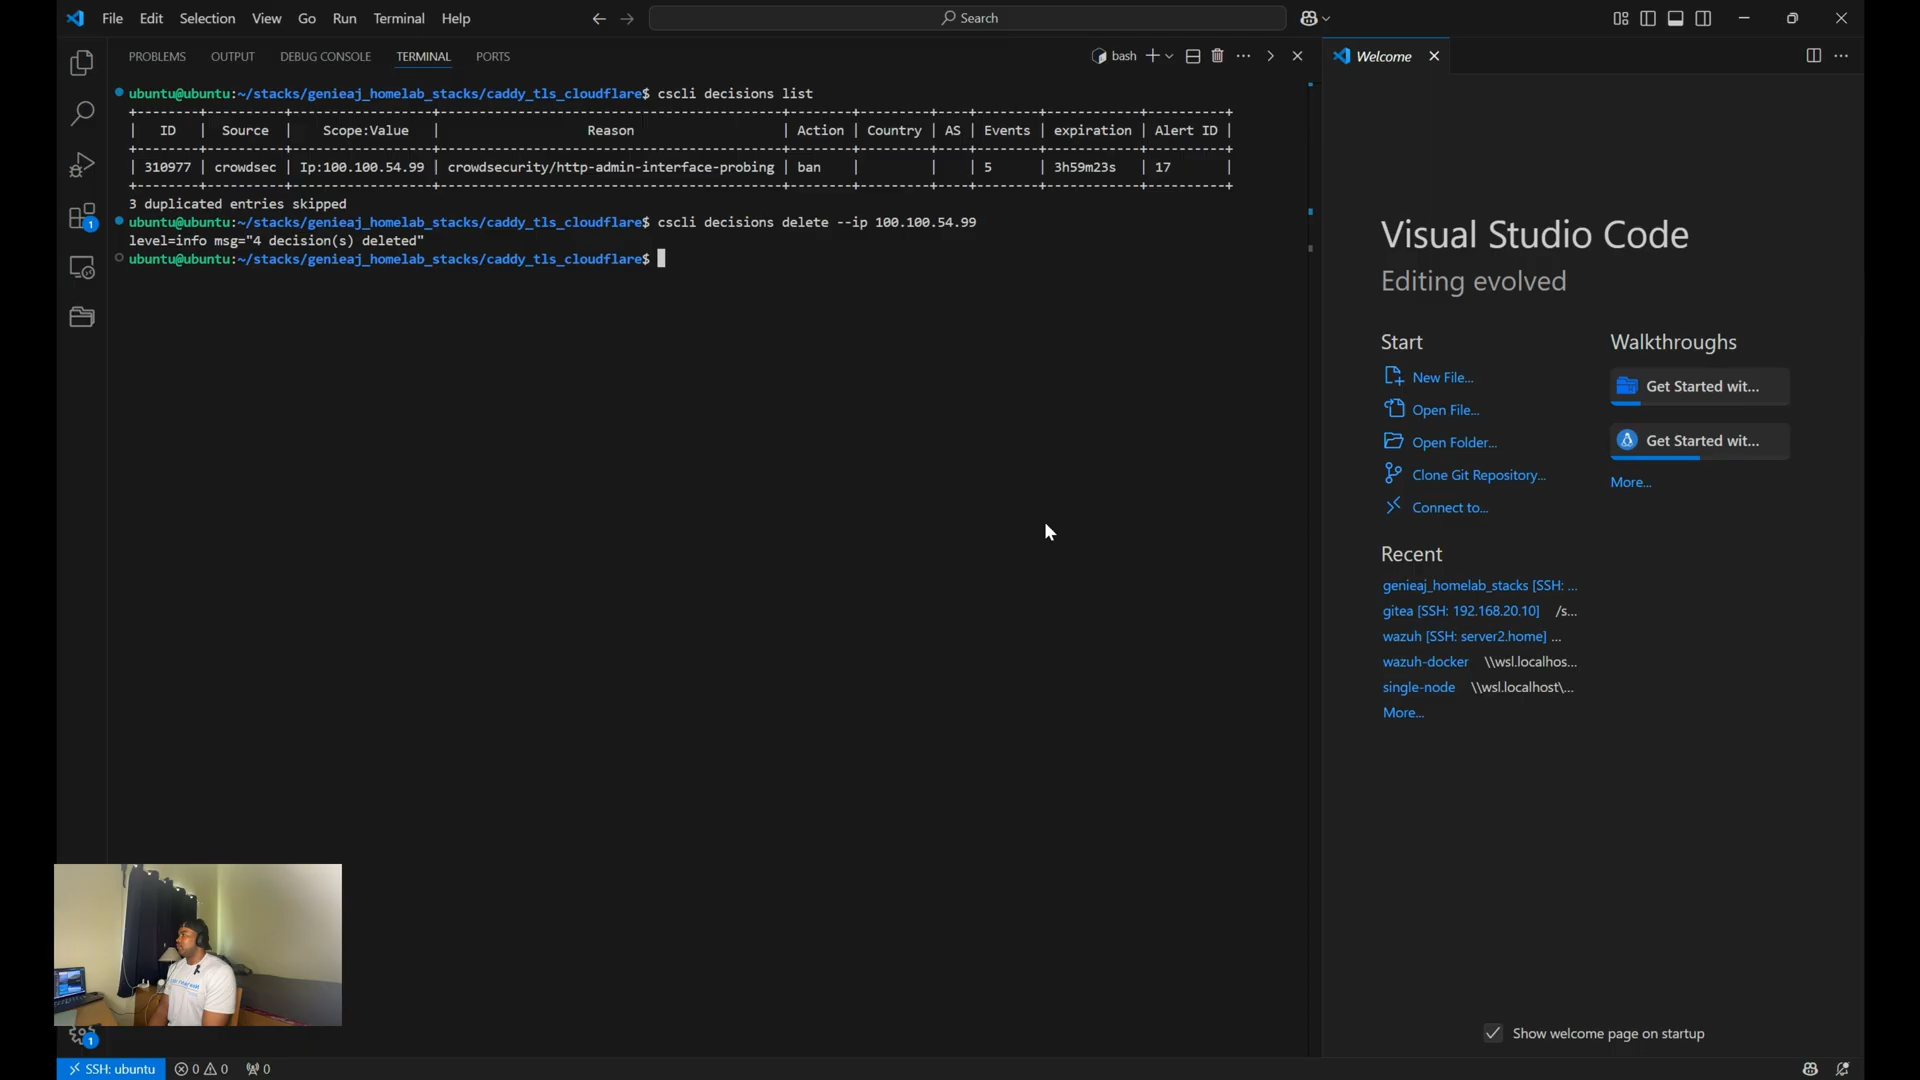 File Edit Selection View Go Run Terminal Help
Search
PROBLEMS OUTPUT DEBUG CONSOLE TERMINAL PORTS
bash
Welcome
ubuntu@ubuntu:~/stacks/genieaj_homelab_stacks/caddy_tls_cloudflare$ cscli decisions list
| ID | Source | Scope:Value | Reason | Action | Country | AS | Events | expiration | Alert ID |
| 310977 | crowdsec | Ip:100.100.54.99 | crowdsecurity/http-admin-interface-probing | ban | | | 5 | 3h59m23s | 17 |
3 duplicated entries skipped
ubuntu@ubuntu:~/stacks/genieaj_homelab_stacks/caddy_tls_cloudflare$ cscli decisions delete --ip 100.100.54.99
level=info msg="4 decision(s) deleted"
ubuntu@ubuntu:~/stacks/genieaj_homelab_stacks/caddy_tls_cloudflare$
1
Visual Studio Code
Editing evolved
Start
New File...
Open File...
Open Folder...
Clone Git Repository...
Connect to...
Walkthroughs
Get Started wit...
Get Started wit...
More...
Recent
genieaj_homelab_stacks [SSH: ...
gitea [SSH: 192.168.20.10] /s...
wazuh [SSH: server2.home] ...
wazuh-docker \\wsl.localhos...
single-node \\wsl.localhost\...
More...
Show welcome page on startup
1
SSH: ubuntu 0 0 0